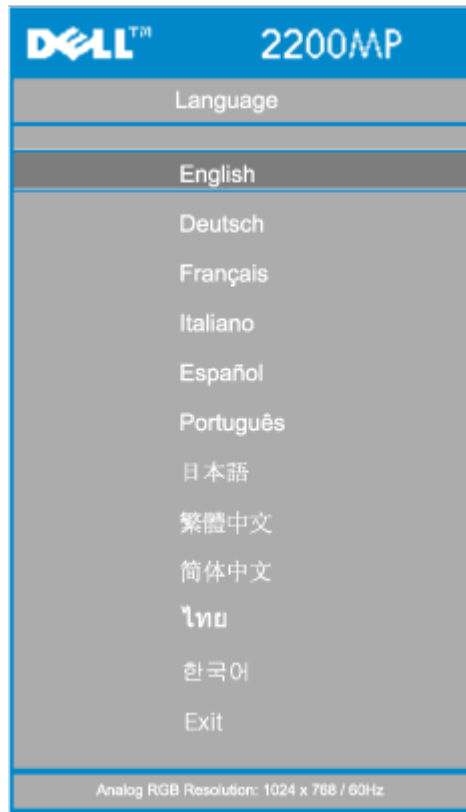 DELL™ 2200MP
Language
English
Deutsch
Français
Italiano
Español
Português
日本語
繁體中文
简体中文
ไทย
한국어
Exit
Analog RGB Resolution: 1024 x 768 / 60Hz